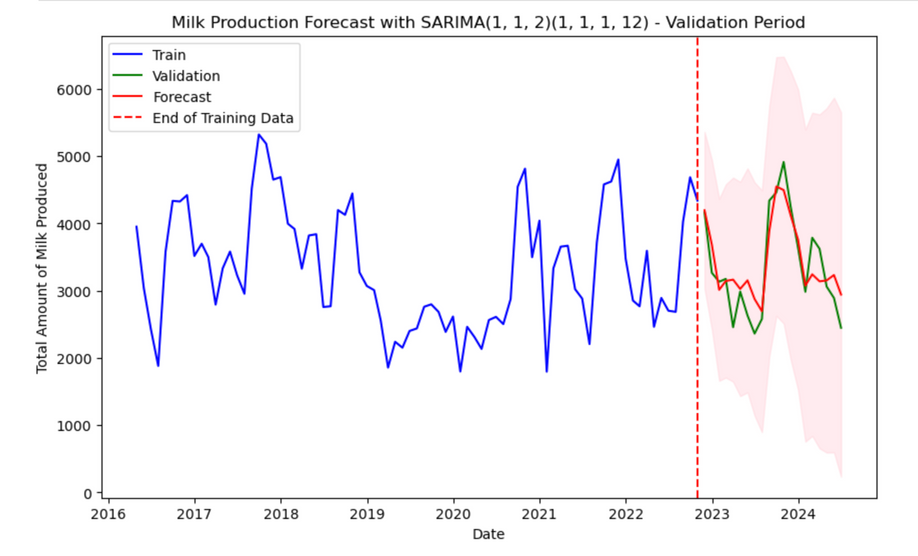 Milk Production Forecast with SARIMA(1, 1, 2)(1, 1, 1, 12) - Validation Period
Train
Validation
Forecast
End of Training Data
Total Amount of Milk Produced
6000
5000
4000
3000
2000
1000
0
2016 2017 2018 2019 2020 2021 2022 2023 2024
Date